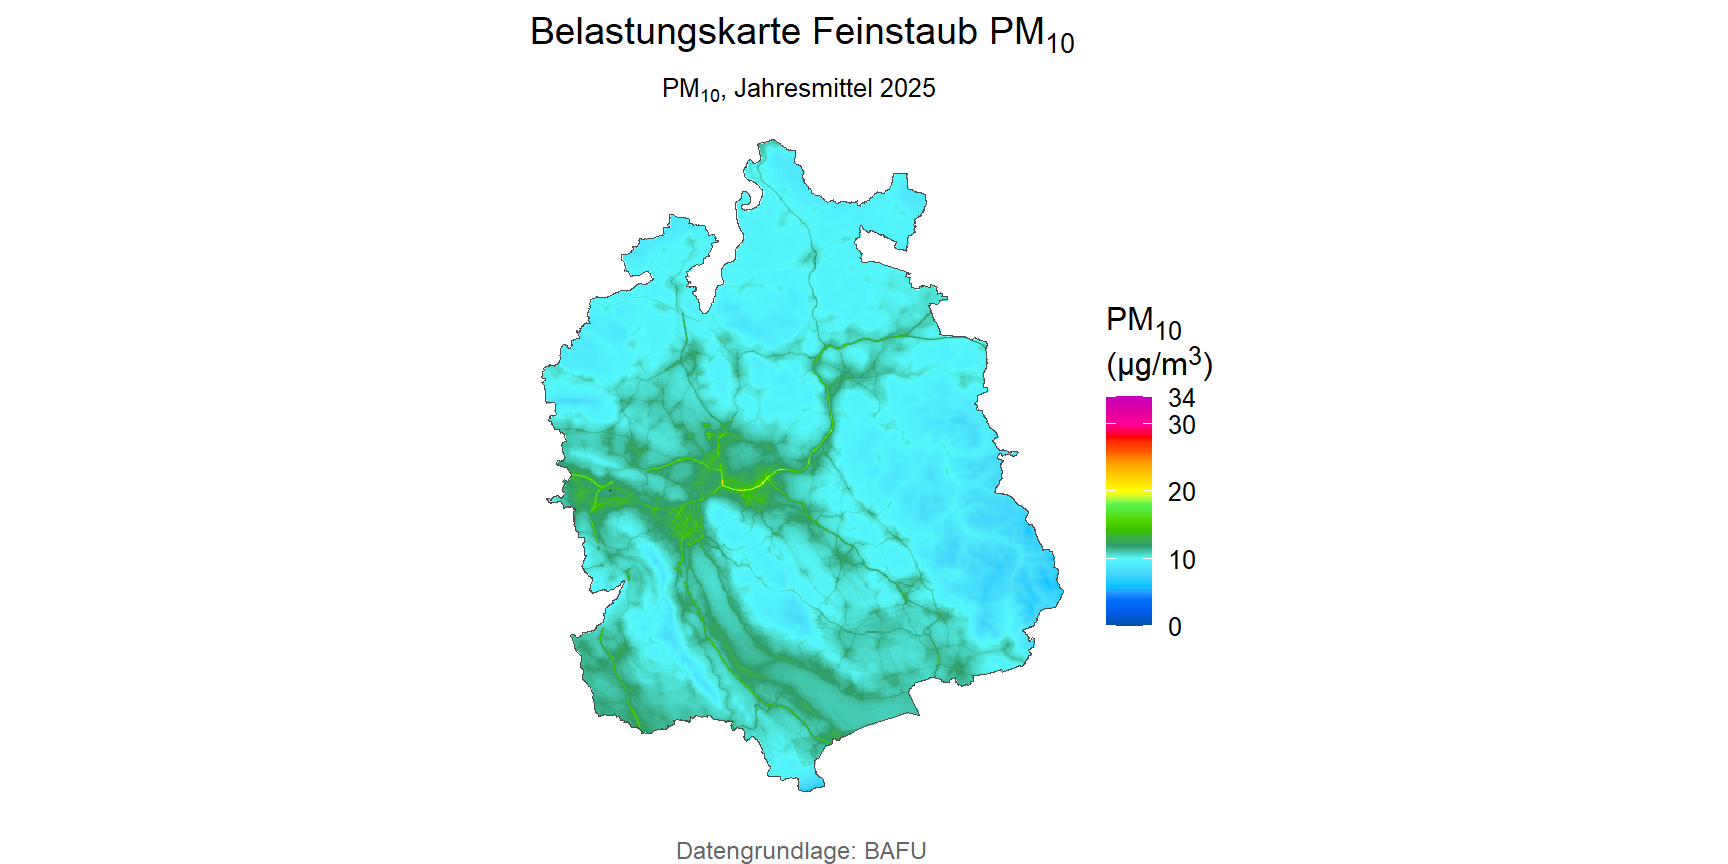 Belastungskarte Feinstaub PM₁₀
PM₁₀, Jahresmittel 2025
PM₁₀
(µg/m³)
34
30
20
10
0
Datengrundlage: BAFU